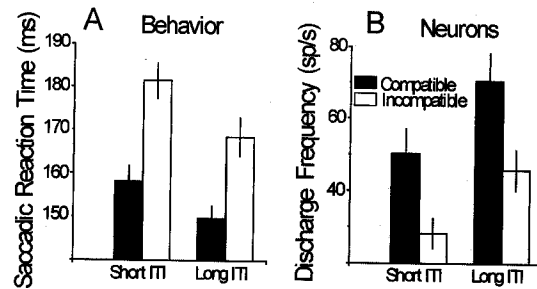 A Behavior
Saccadic Reaction Time (ms)
190
180
170
160
150
Short ITI Long ITI
B Neurons
Discharge Frequency (sp/s)
80
60
40
Compatible
Incompatible
Short ITI Long ITI